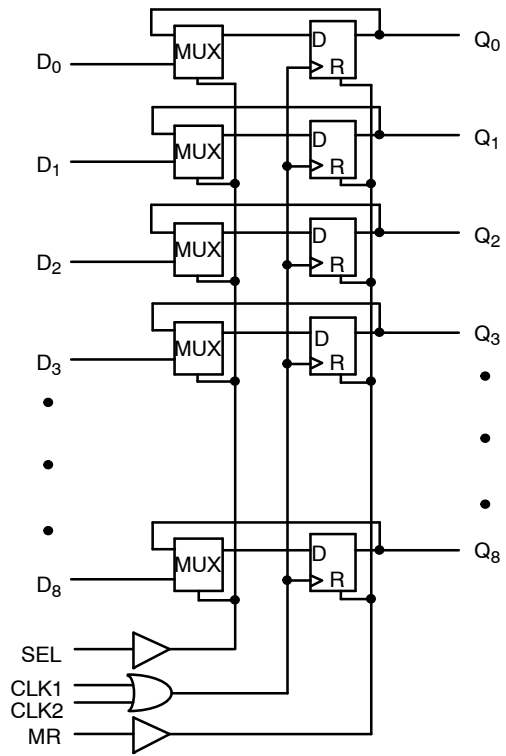 D0 MUX D R Q0
D1 MUX D R Q1
D2 MUX D R Q2
D3 MUX D R Q3
D8 MUX D R Q8
SEL
CLK1
CLK2
MR